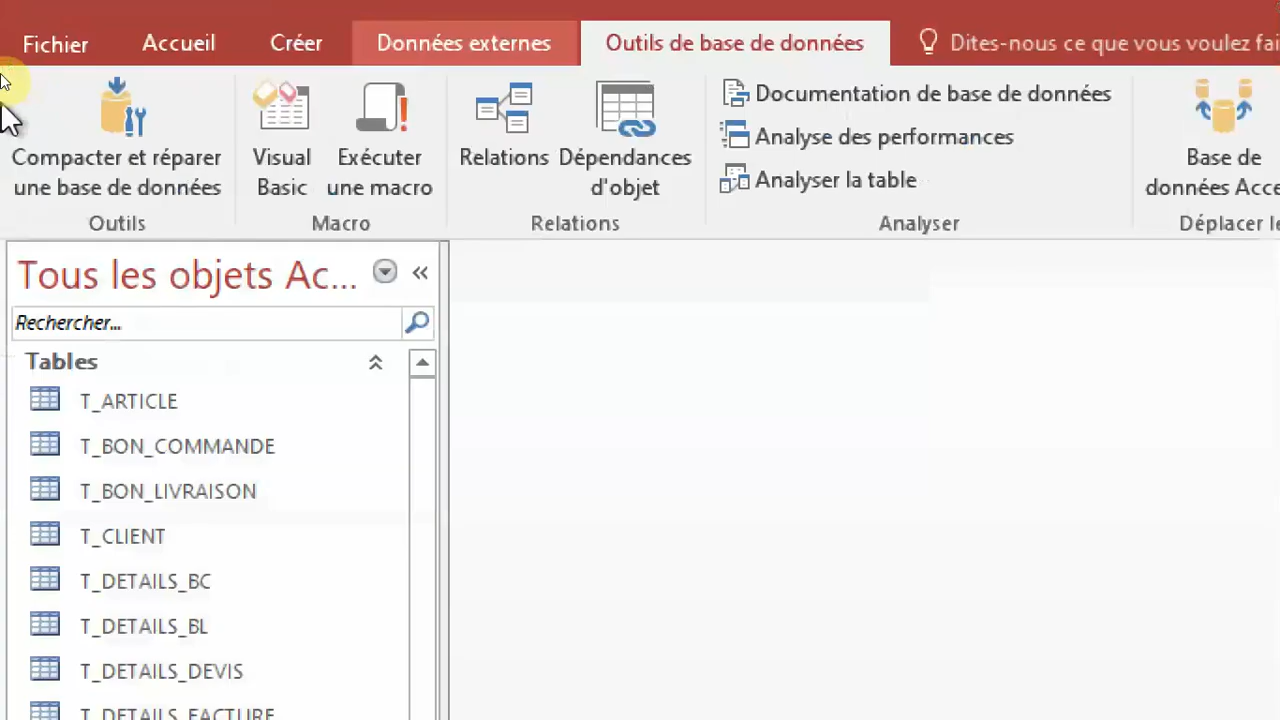 Fichier
Accueil
Créer
Données externes
Outils de base de données
Dites-nous ce que vous voulez fai
Compacter et réparer
une base de données
Outils
Visual
Basic
Exécuter
une macro
Macro
Relations
Dépendances
d'objet
Relations
Documentation de base de données
Analyse des performances
Analyser la table
Analyser
Base de
données Acce
Déplacer le
Tous les objets Ac...
Rechercher...
Tables
T_ARTICLE
T_BON_COMMANDE
T_BON_LIVRAISON
T_CLIENT
T_DETAILS_BC
T_DETAILS_BL
T_DETAILS_DEVIS
T_DETAILS_FACTURE